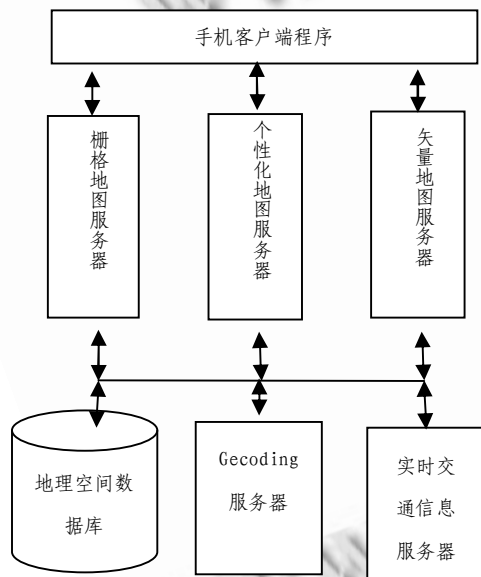 手机客户端程序
栅格地图服务器
个性化地图服务器
矢量地图服务器
地理空间数
据库
Gecoding
服务器
实时交
通信息
服务器